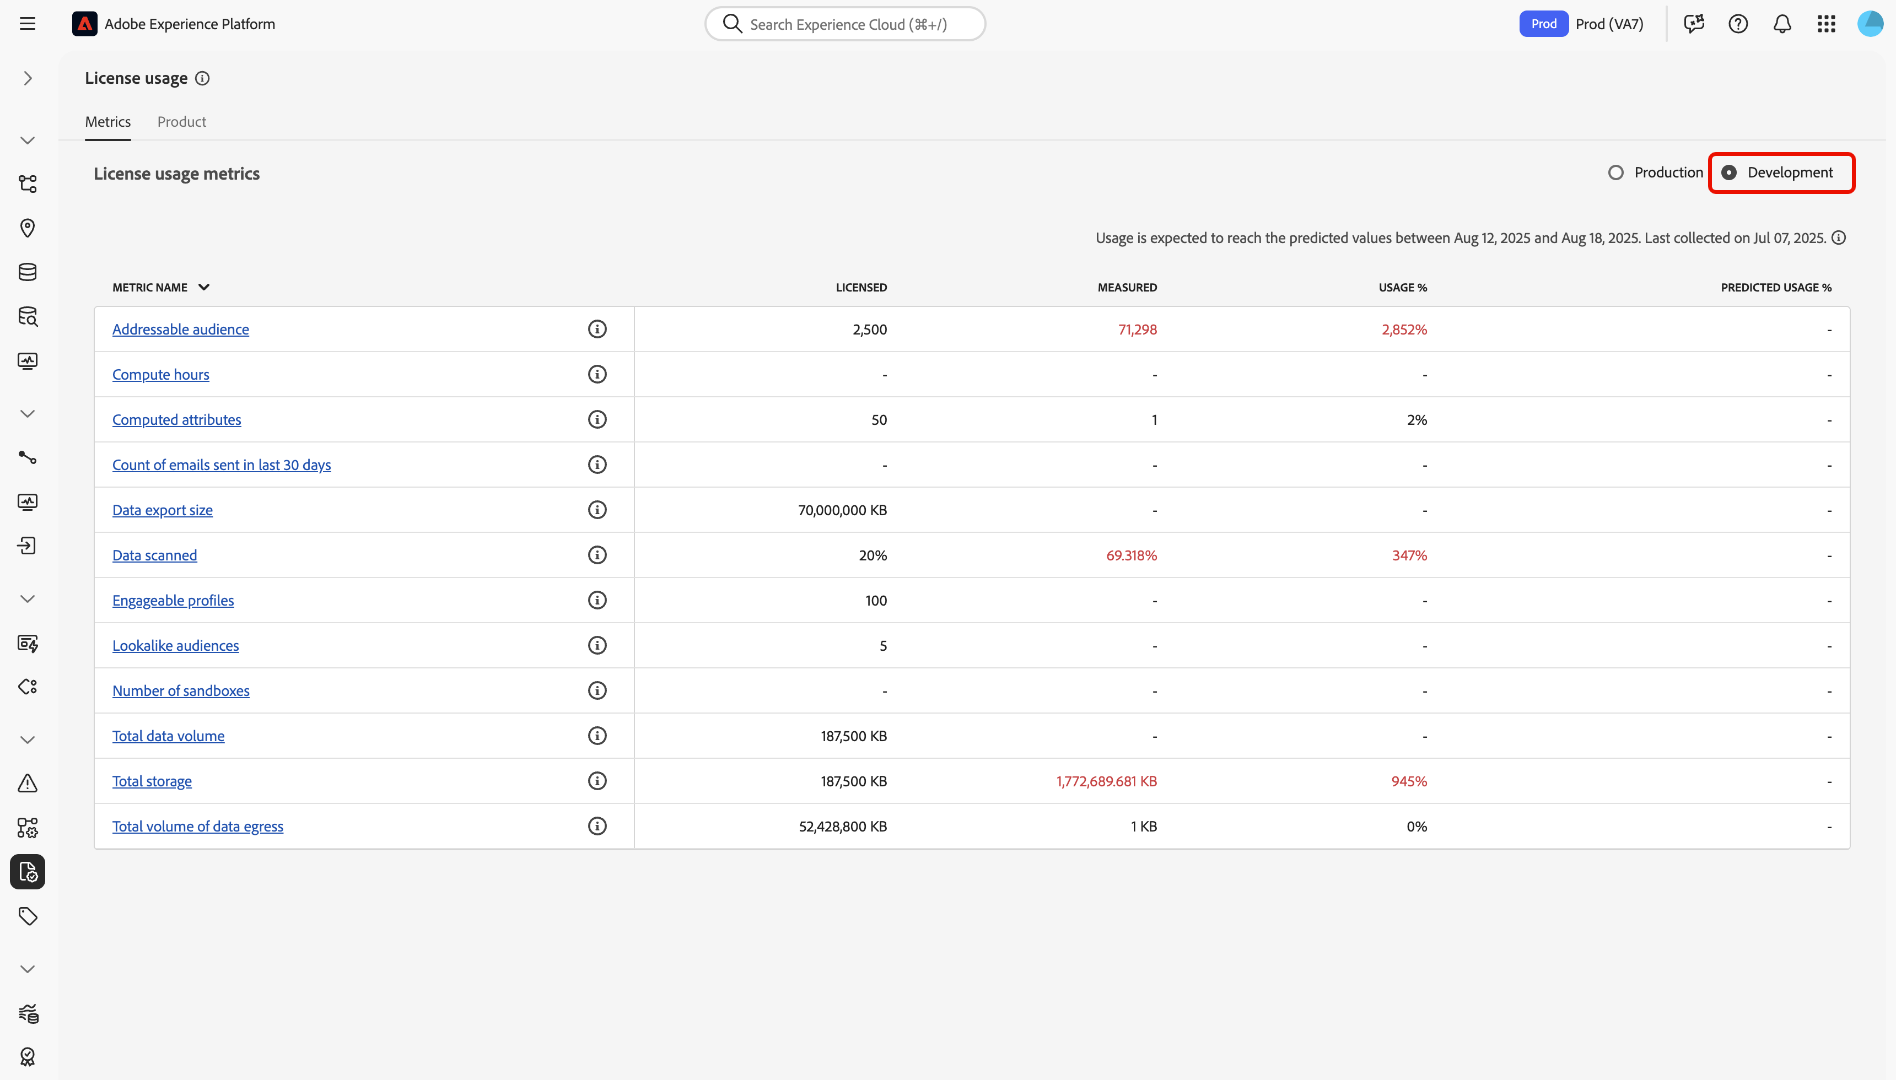 Adobe Experience Platform
Search Experience Cloud (⌘+/)
Prod Prod (VA7)
License usage
Metrics Product
License usage metrics
Production Development
Usage is expected to reach the predicted values between Aug 12, 2025 and Aug 18, 2025. Last collected on Jul 07, 2025.
METRIC NAME LICENSED MEASURED USAGE % PREDICTED USAGE %
Addressable audience 2,500 71,298 2,852% -
Compute hours - - - -
Computed attributes 50 1 2% -
Count of emails sent in last 30 days - - - -
Data export size 70,000,000 KB - - -
Data scanned 20% 69.318% 347% -
Engageable profiles 100 - - -
Lookalike audiences 5 - - -
Number of sandboxes - - - -
Total data volume 187,500 KB - - -
Total storage 187,500 KB 1,772,689.681 KB 945% -
Total volume of data egress 52,428,800 KB 1 KB 0% -